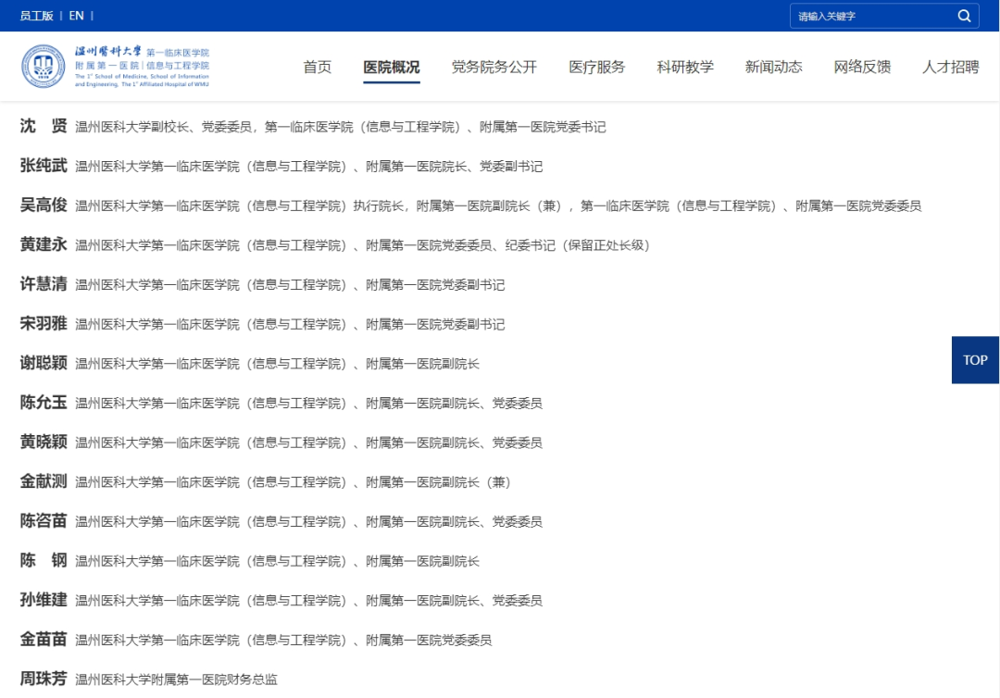 员工版 | EN |
请输入关键字
温州医科大学 第一临床医学院
附属第一医院 | 信息与工程学院
The 1st School of Medicine, School of Information
and Engineering, The 1st Affiliated Hospital of WMU
首页 医院概况 党务院务公开 医疗服务 科研教学 新闻动态 网络反馈 人才招聘
沈 贤 温州医科大学副校长、党委委员，第一临床医学院（信息与工程学院）、附属第一医院党委书记
张纯武 温州医科大学第一临床医学院（信息与工程学院）、附属第一医院院长、党委副书记
吴高俊 温州医科大学第一临床医学院（信息与工程学院）执行院长，附属第一医院副院长（兼），第一临床医学院（信息与工程学院）、附属第一医院党委委员
黄建永 温州医科大学第一临床医学院（信息与工程学院）、附属第一医院党委委员、纪委书记（保留正处长级）
许慧清 温州医科大学第一临床医学院（信息与工程学院）、附属第一医院党委副书记
宋羽雅 温州医科大学第一临床医学院（信息与工程学院）、附属第一医院党委副书记
谢聪颖 温州医科大学第一临床医学院（信息与工程学院）、附属第一医院副院长
TOP
陈允玉 温州医科大学第一临床医学院（信息与工程学院）、附属第一医院副院长、党委委员
黄晓颖 温州医科大学第一临床医学院（信息与工程学院）、附属第一医院副院长、党委委员
金献测 温州医科大学第一临床医学院（信息与工程学院）、附属第一医院副院长（兼）
陈咨苗 温州医科大学第一临床医学院（信息与工程学院）、附属第一医院副院长、党委委员
陈 钢 温州医科大学第一临床医学院（信息与工程学院）、附属第一医院副院长
孙维建 温州医科大学第一临床医学院（信息与工程学院）、附属第一医院副院长、党委委员
金苗苗 温州医科大学第一临床医学院（信息与工程学院）、附属第一医院党委委员
周珠芳 温州医科大学附属第一医院财务总监